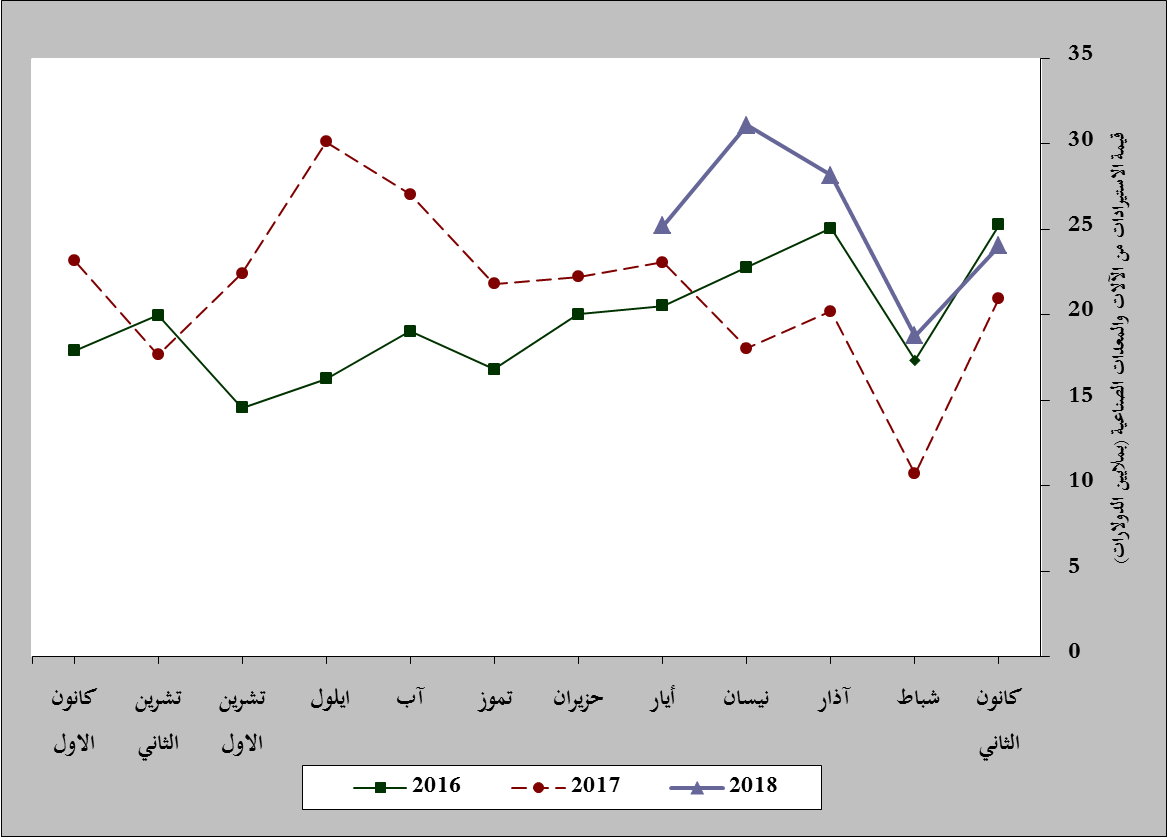 35
30
25
20
15
10
5
0
قيمة الاستيرادات من الآلات والمعدات الصناعية (بملايين الدولارات)
كانون الثاني
شباط
آذار
نيسان
أيار
حزيران
تموز
آب
ايلول
تشرين الاول
تشرين الثاني
كانون الاول
2016
2017
2018